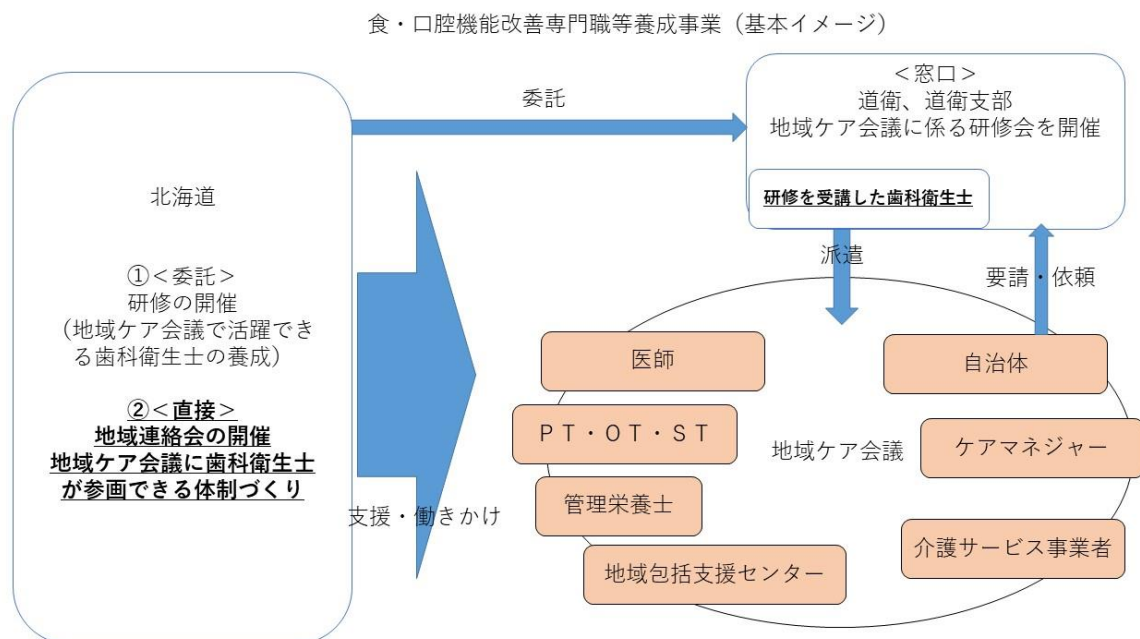 食・口腔機能改善専門職等養成事業（基本イメージ）
北海道
①＜委託＞
研修の開催
（地域ケア会議で活躍でき
る歯科衛生士の養成）
②＜直接＞
地域連絡会の開催
地域ケア会議に歯科衛生士
が参画できる体制づくり
委託
支援・働きかけ
＜窓口＞
道衛、道衛支部
地域ケア会議に係る研修会を開催
研修を受講した歯科衛生士
派遣
要請・依頼
医師
自治体
ＰＴ・ＯＴ・ＳＴ
地域ケア会議
ケアマネジャー
管理栄養士
介護サービス事業者
地域包括支援センター